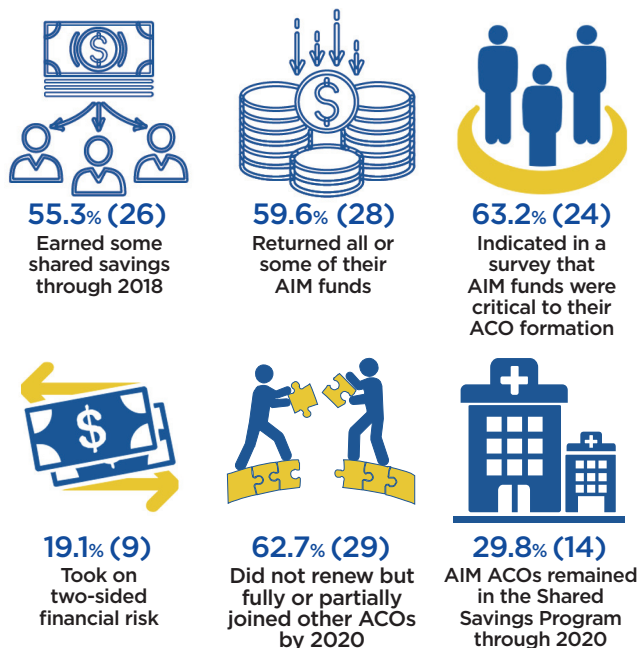 55.3% (26)
Earned some
shared savings
through 2018
59.6% (28)
Returned all or
some of their
AIM funds
63.2% (24)
Indicated in a
survey that
AIM funds were
critical to their
ACO formation
19.1% (9)
Took on
two-sided
financial risk
62.7% (29)
Did not renew but
fully or partially
joined other ACOs
by 2020
29.8% (14)
AIM ACOs remained
in the Shared
Savings Program
through 2020